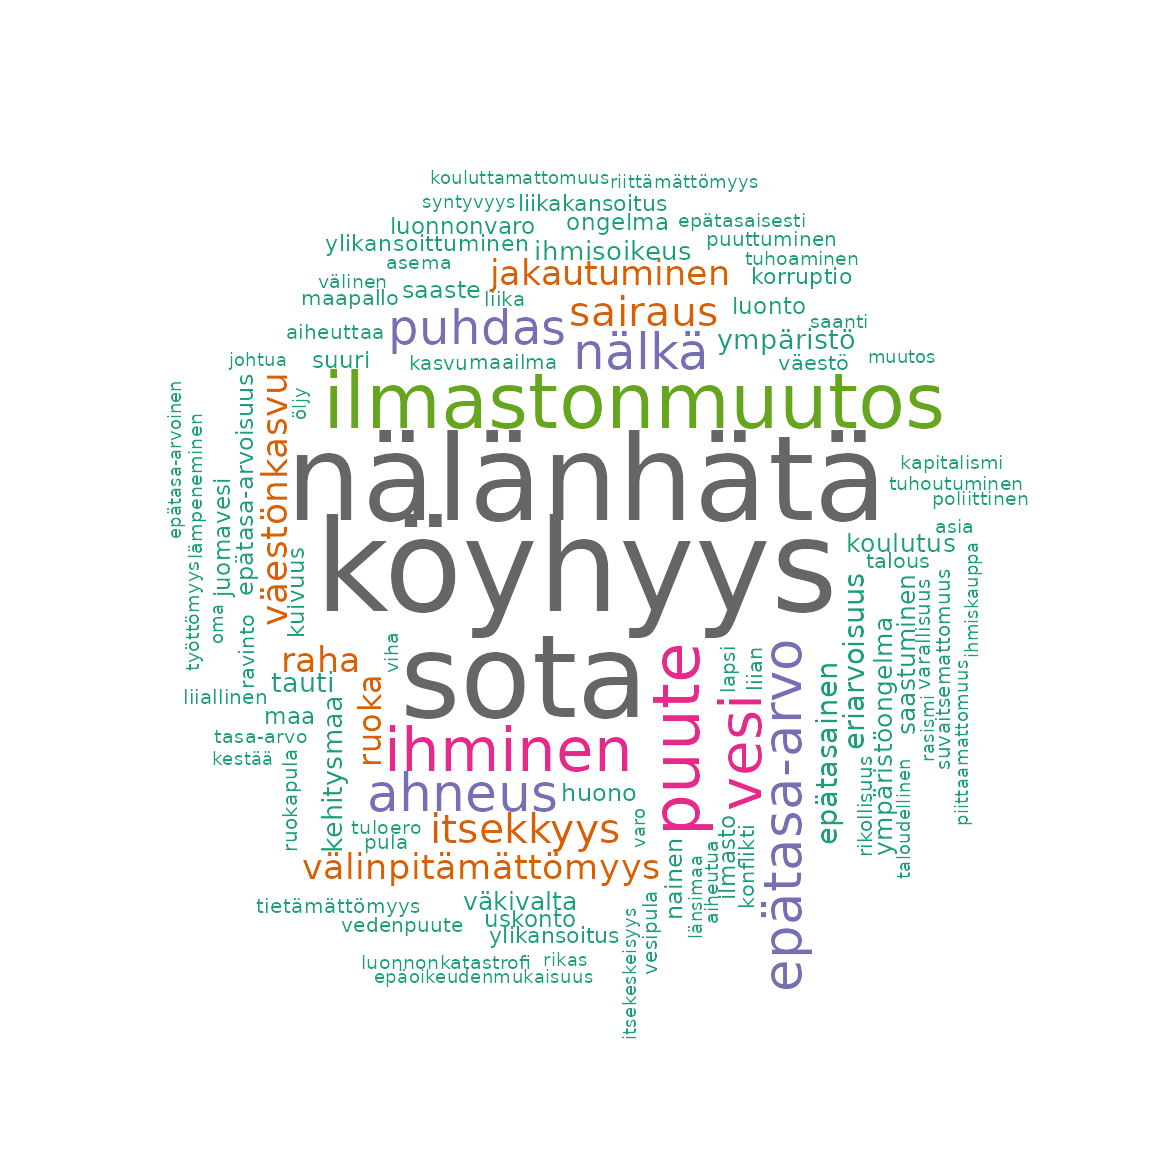 kouluttamattomuus
riittämättömyys
syntyvyys
liikakansoitus
luonnonvaro
ongelma
epätasaisesti
ylikansoittuminen
ihmisoikeus
puuttuminen
asema
jakautuminen
tuhoaminen
välinen
korruptio
maapallo
saaste
liika
sairaus
luonto
aiheuttaa
puhdas
saanti
nälkä
ympäristö
johtua
suuri
kasvu
maailma
väestö
muutos
ilmastonmuutos
öljy
väestönkasvu
epätasa-arvoisuus
epätasa-arvoinen
lämpeneminen
juomavesi
nälänhätä
kapitalismi
tuhoutuminen
poliittinen
asia
köyhyys
koulutus
talous
kuivuus
työttömyys
oma
ravinto
viha
raha
sota
tauti
liiallinen
maa
tasa-arvo
kestää
ruoka
kehitysmaa
ruokapula
ihminen
puute
vesi
lapsi
liian
epätasa-arvo
epätasainen
eriarvoisuus
ympäristöongelma
saastuminen
varallisuus
suvaitsemattomuus
ihmiskauppa
rasismi
piittaamattomuus
rikollisuus
taloudellinen
ahneus
huono
tuloero
itsekkyys
varo
pula
välinpitämättömyys
nainen
länsimaa
aiheutua
ilmasto
konflikti
tietämättömyys
väkivalta
uskonto
vedenpuute
ylikansoitus
vesipula
itsekeskeisyys
luonnonkatastrofi
rikas
epäoikeudenmukaisuus